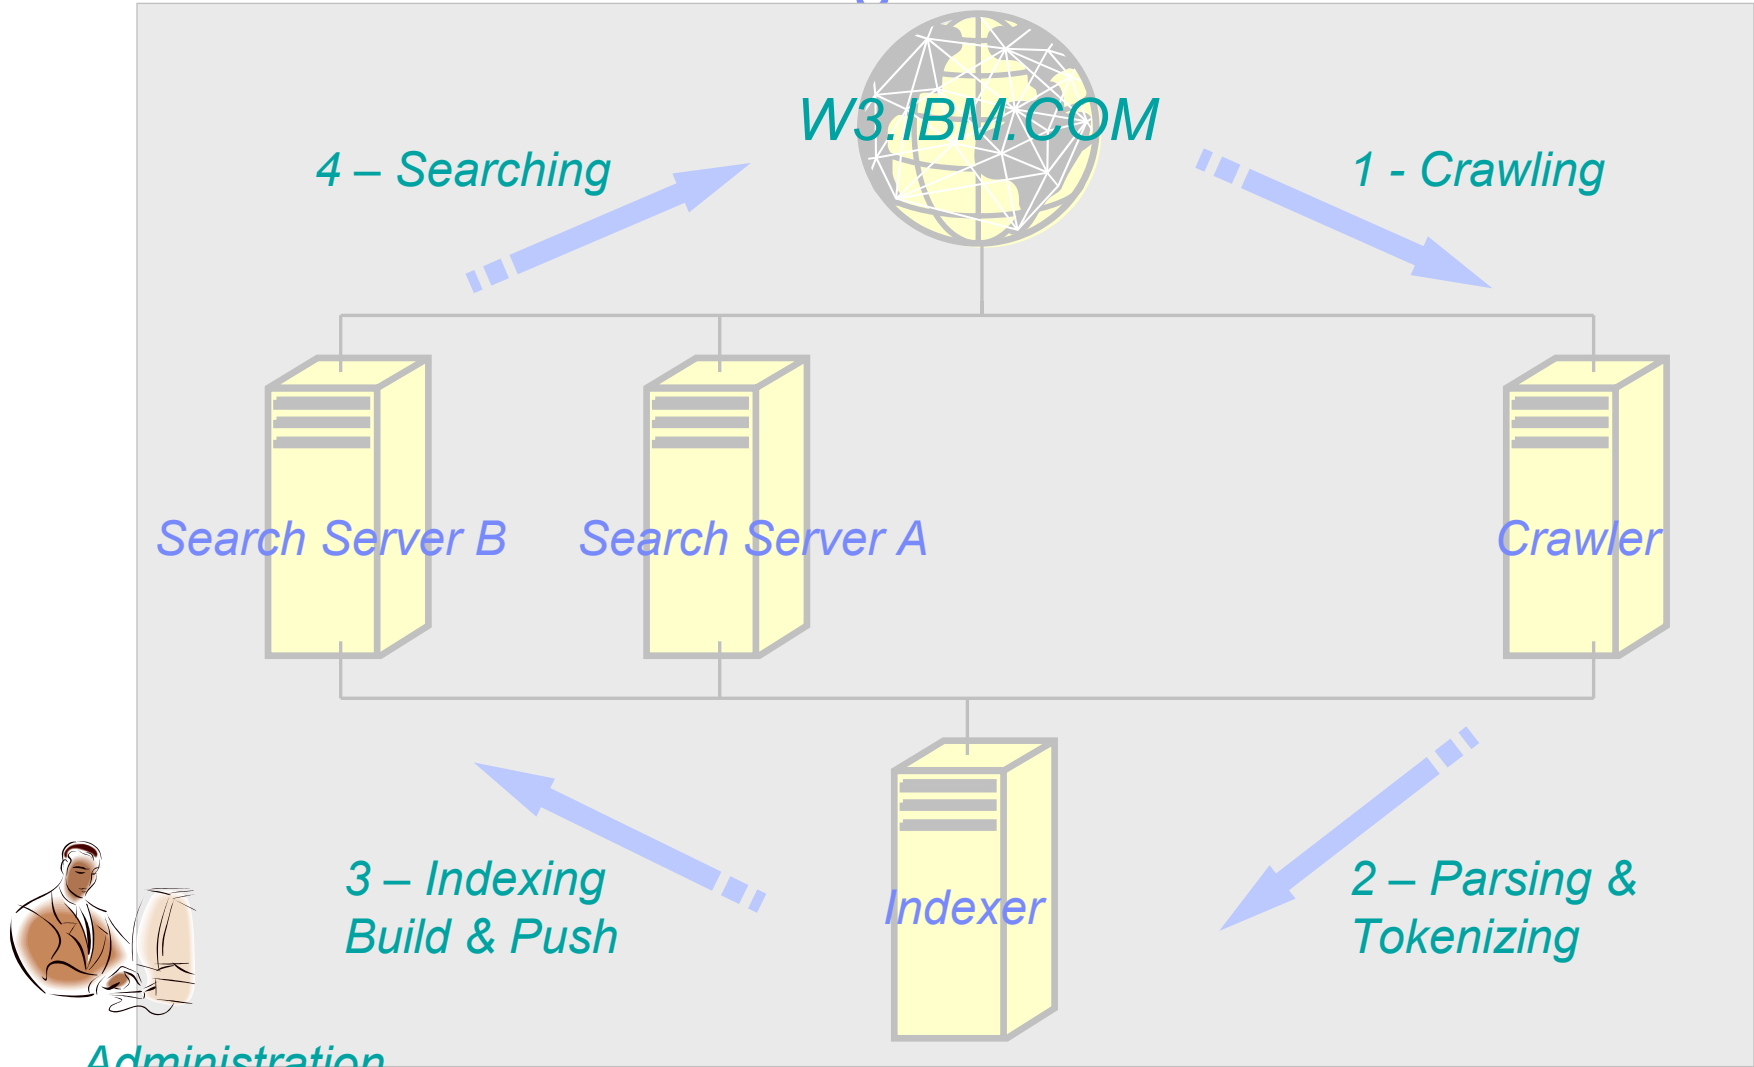 W3.IBM.COM
4 – Searching
1 - Crawling
Search Server B
Search Server A
Crawler
3 – Indexing
Build & Push
Indexer
2 – Parsing &
Tokenizing
Administration